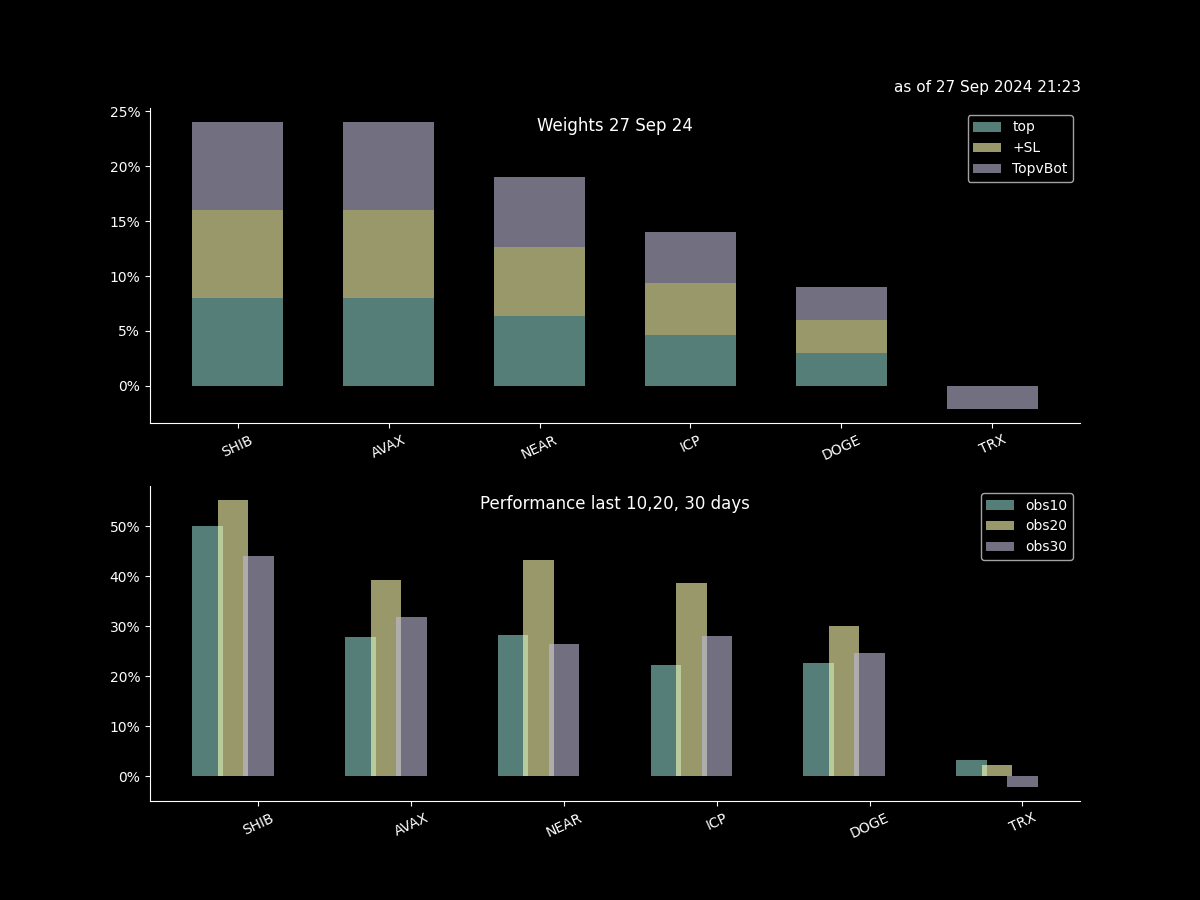 as of 27 Sep 2024 21:23
Weights 27 Sep 24
25%
20%
15%
10%
5%
0%
top
+SL
TopvBot
SHIB
AVAX
NEAR
ICP
DOGE
TRX
Performance last 10,20, 30 days
50%
40%
30%
20%
10%
0%
obs10
obs20
obs30
SHIB
AVAX
NEAR
ICP
DOGE
TRX